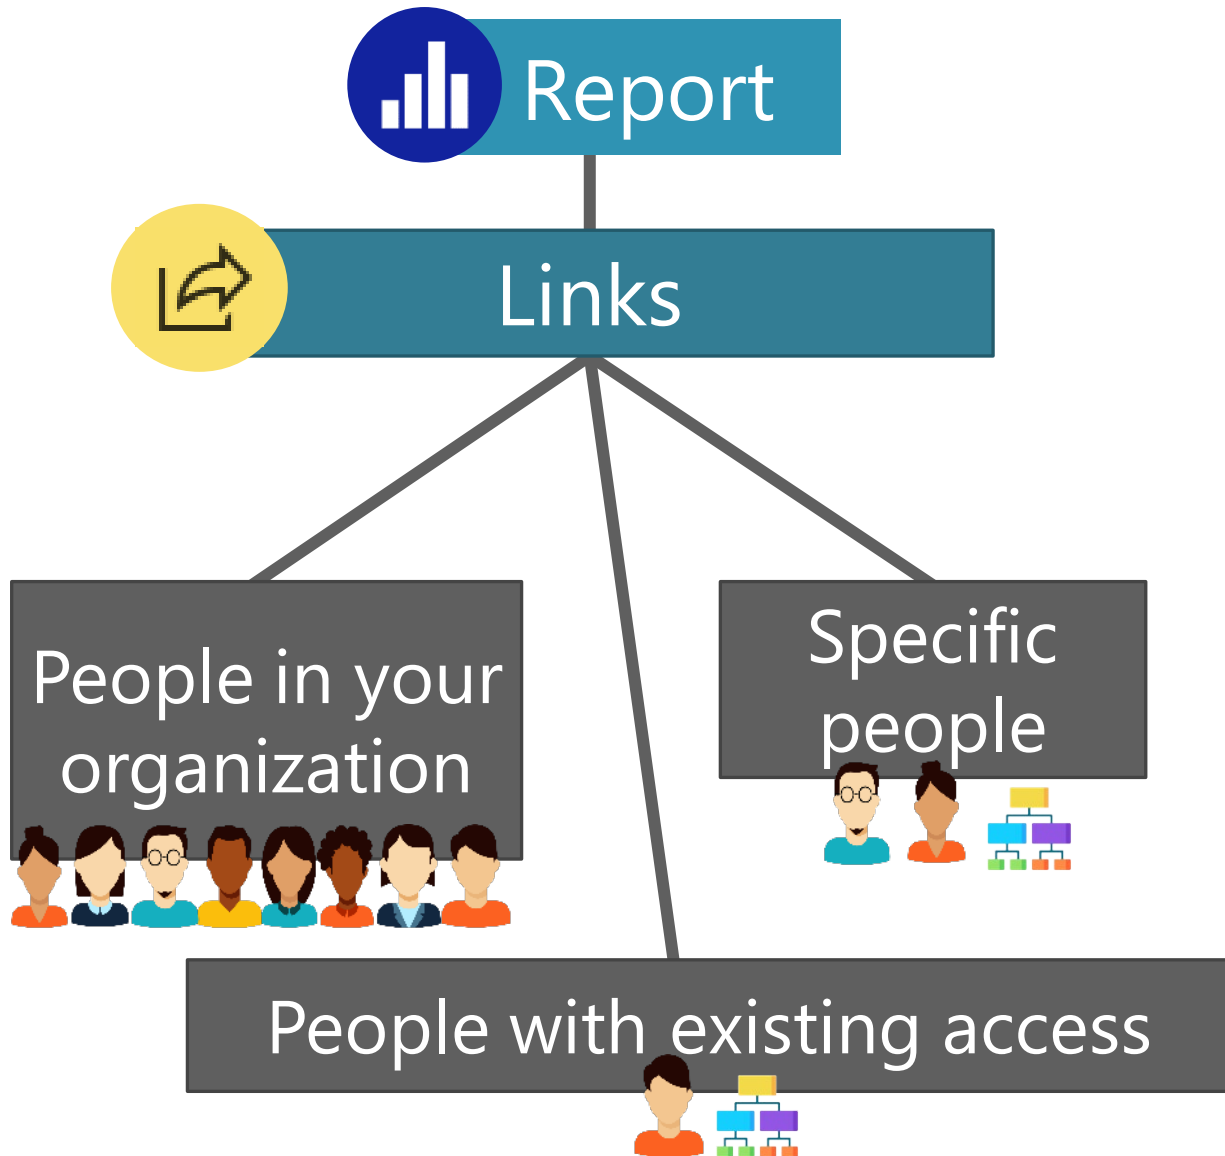 Report
Links
People in your
organization
Specific
people
People with existing access